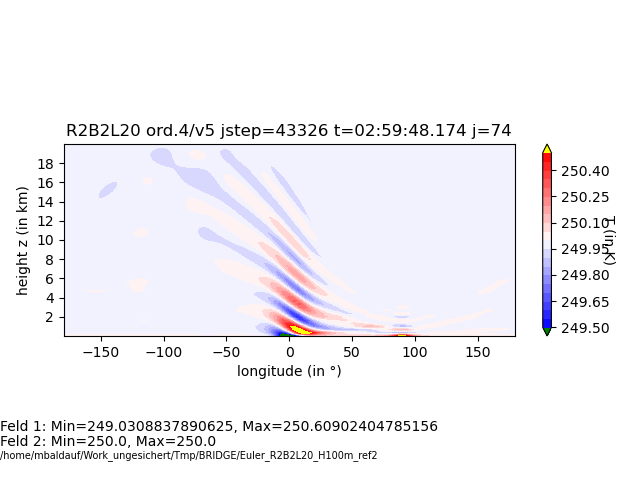 R2B2L20 ord.4/v5 jstep=43326 t=02:59:48.174 j=74
18
16
14
12
10
8
6
4
2
height z (in km)
−150 −100 −50 0 50 100 150
longitude (in °)
250.40
250.25
250.10
249.95
249.80
249.65
249.50
T (in K)
Feld 1: Min=249.0308837890625, Max=250.60902404785156
Feld 2: Min=250.0, Max=250.0
/home/mbaldauf/Work_ungesichert/Tmp/BRIDGE/Euler_R2B2L20_H100m_ref2